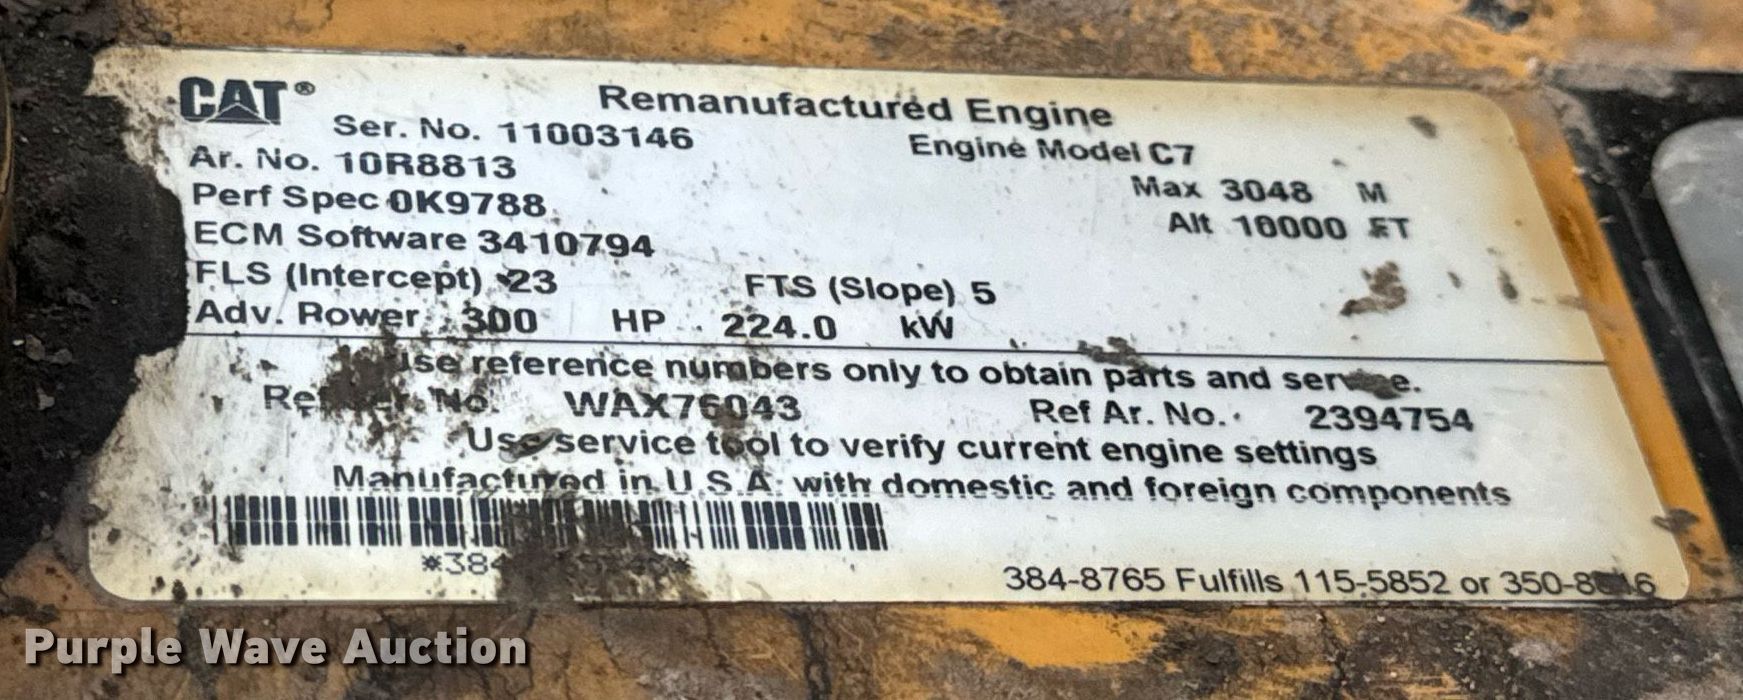 CAT® Remanufactured Engine
Ser. No. 11003146 Engine Model C7
Ar. No. 10R8813 Max 3048 M
Perf Spec 0K9788 Alt 10000 FT
ECM Software 3410794
FLS (Intercept) 23 FTS (Slope) 5
Adv. Power 300 HP 224.0 kW
Use reference numbers only to obtain parts and service.
No. WAX76043 Ref Ar. No. 2394754
Use service tool to verify current engine settings
Manufactured in U.S.A. with domestic and foreign components
384-8765 Fulfills 115-5852 or
Purple Wave Auction